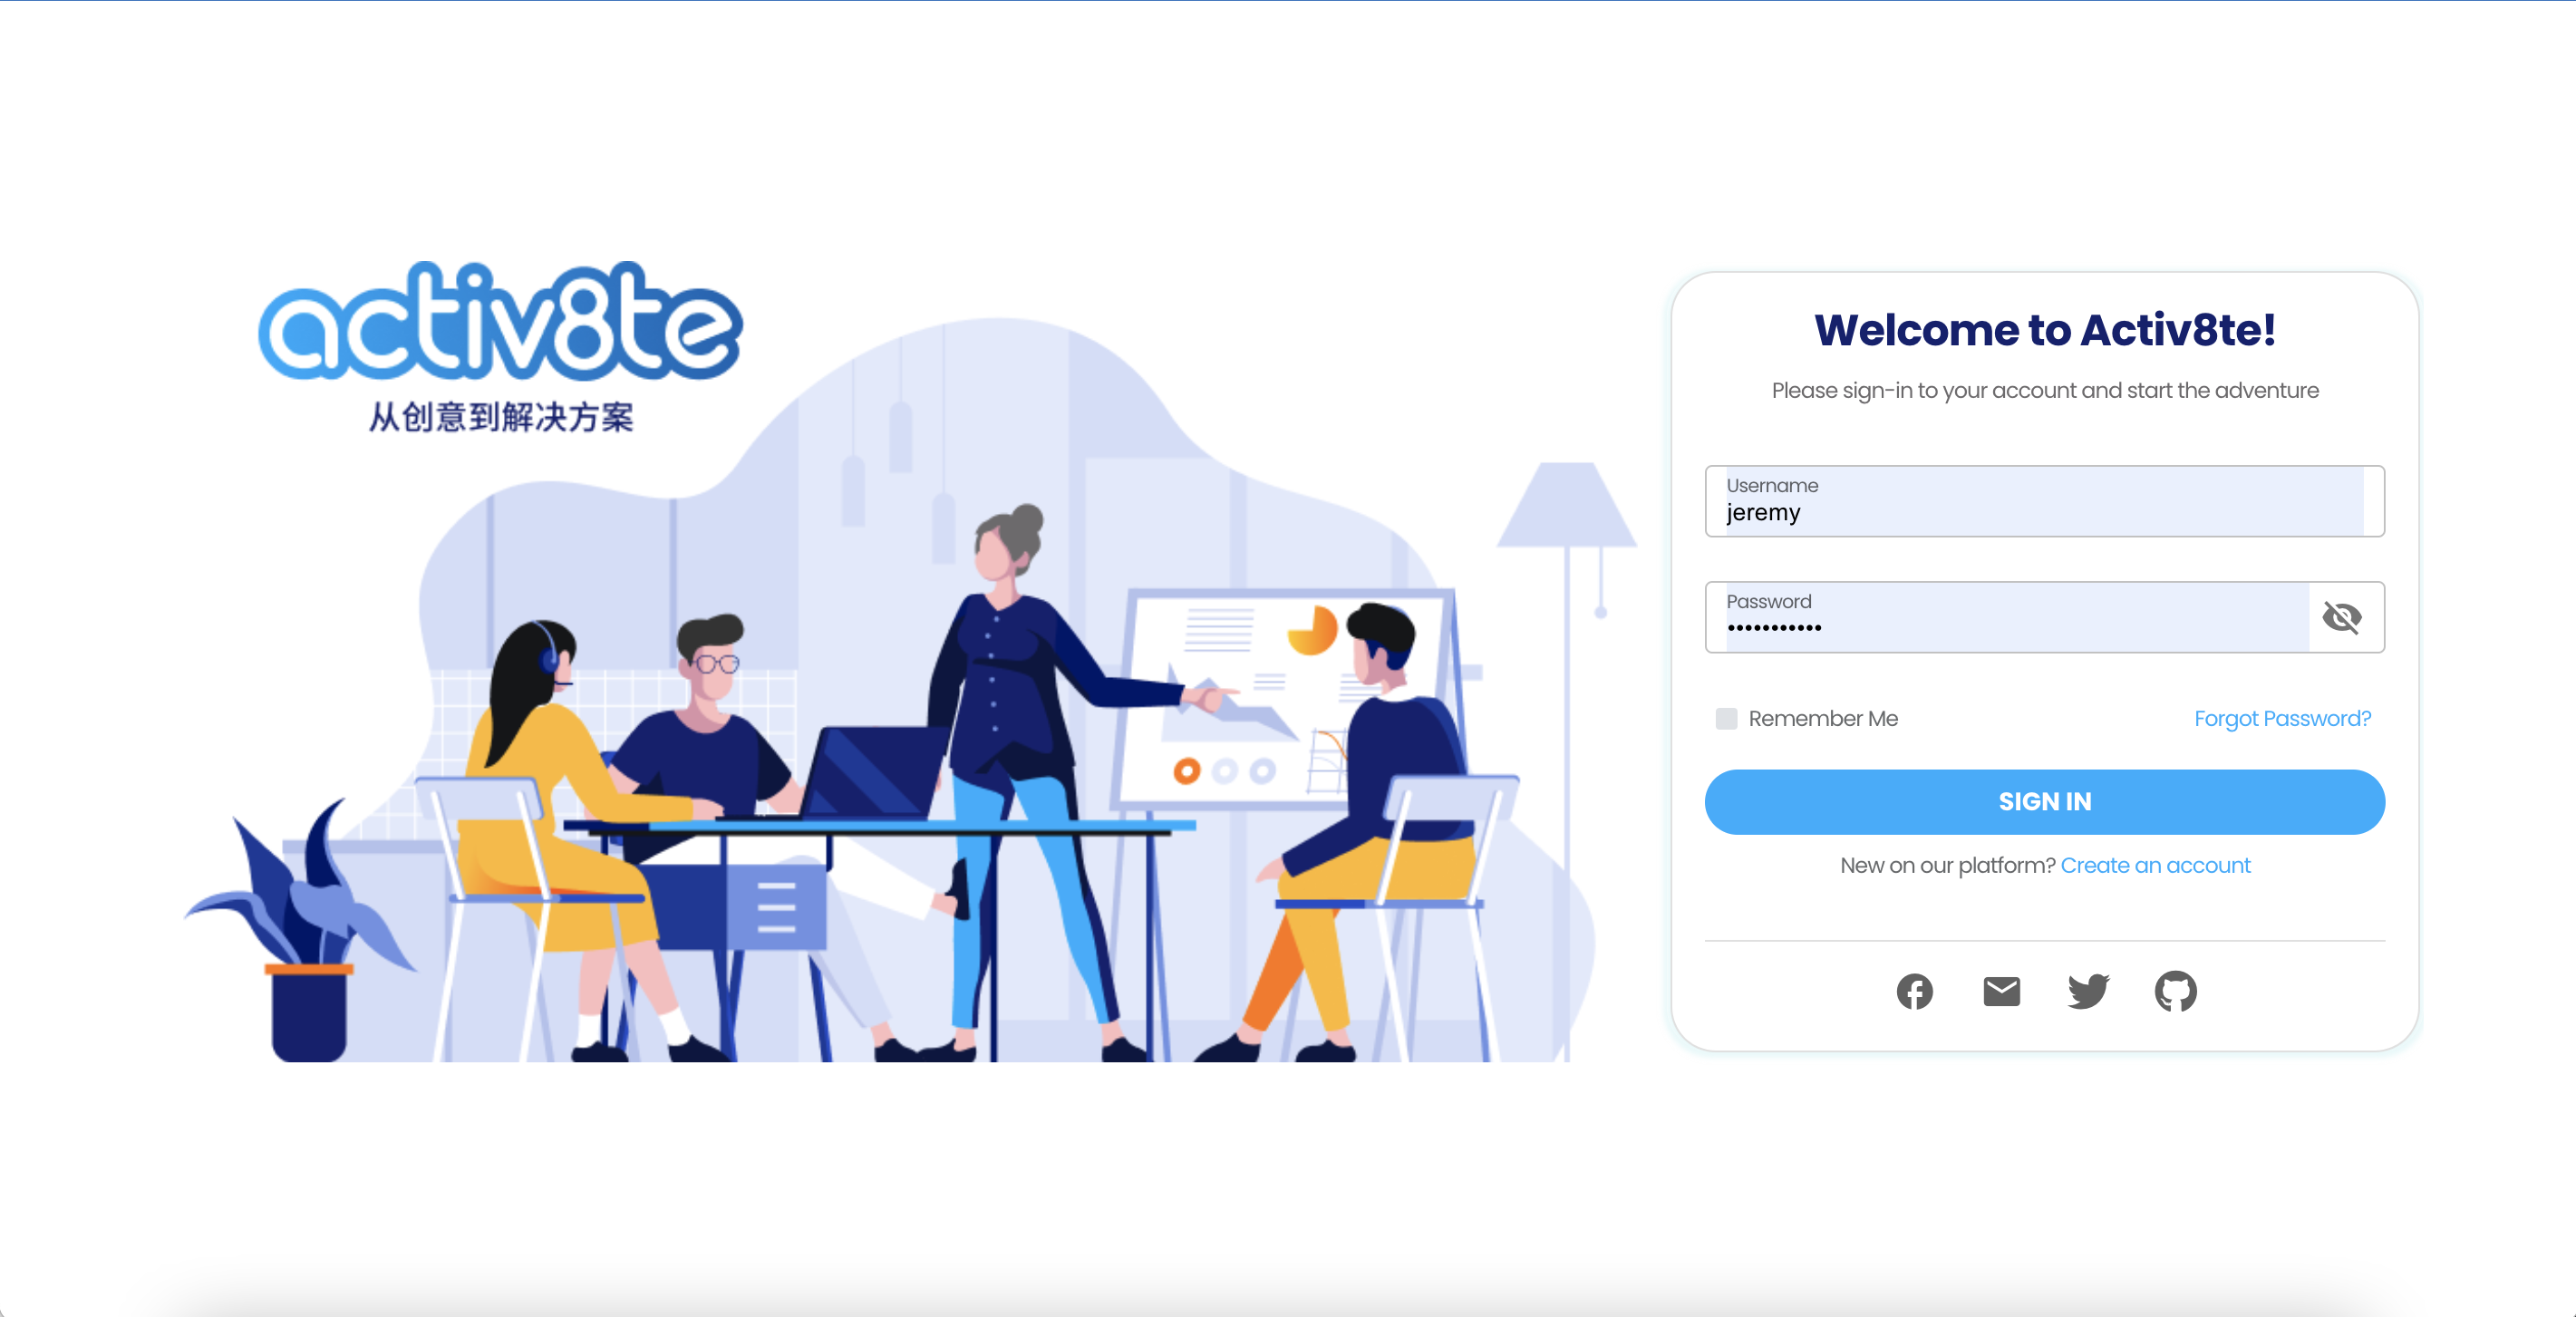 activ8te
从创意到解决方案
Welcome to Activ8te!
Please sign-in to your account and start the adventure
Username
jeremy
Password
•••••••••••
Remember Me
Forgot Password?
SIGN IN
New on our platform? Create an account